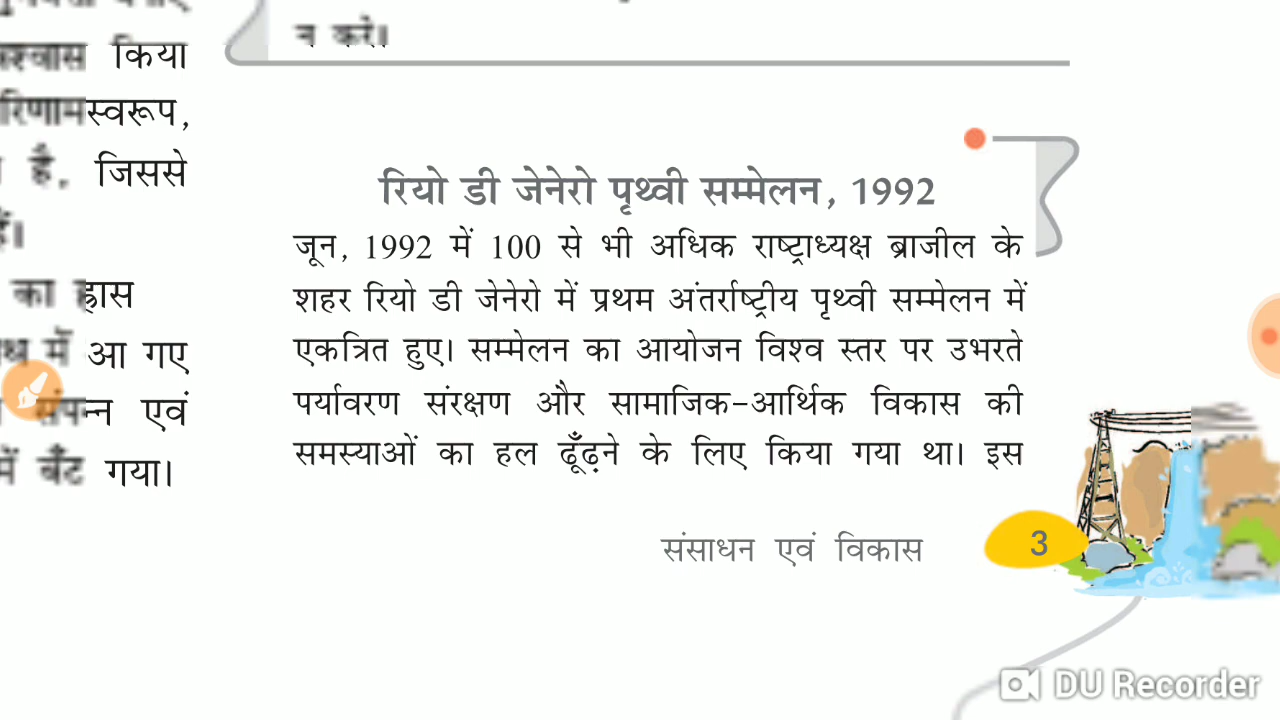 किया
स्वरूप,
है, जिससे
का ह्रास
में आ गए
एवं
में बँट गया।
न करे।
रियो डी जेनेरो पृथ्वी सम्मेलन, 1992
जून, 1992 में 100 से भी अधिक राष्ट्राध्यक्ष ब्राजील के
शहर रियो डी जेनेरो में प्रथम अंतर्राष्ट्रीय पृथ्वी सम्मेलन में
एकत्रित हुए। सम्मेलन का आयोजन विश्व स्तर पर उभरते
पर्यावरण संरक्षण और सामाजिक-आर्थिक विकास की
समस्याओं का हल ढूँढ़ने के लिए किया गया था। इस
संसाधन एवं विकास 3
DU Recorder